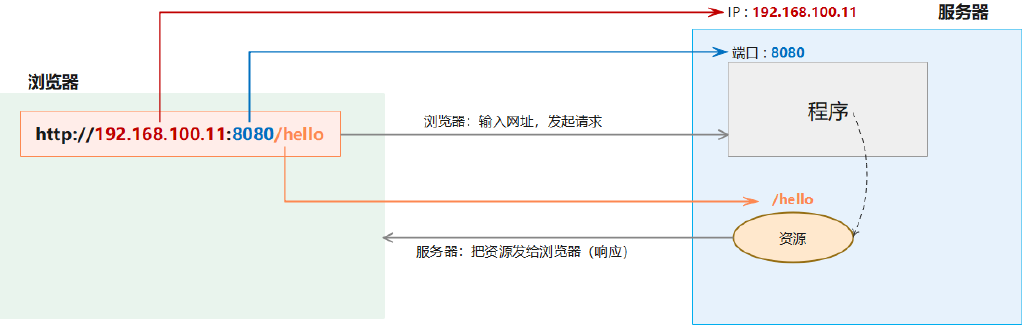 IP : 192.168.100.11
服务器
端口 : 8080
浏览器
程序
http://192.168.100.11:8080/hello
浏览器：输入网址，发起请求
/hello
资源
服务器：把资源发给浏览器（响应）